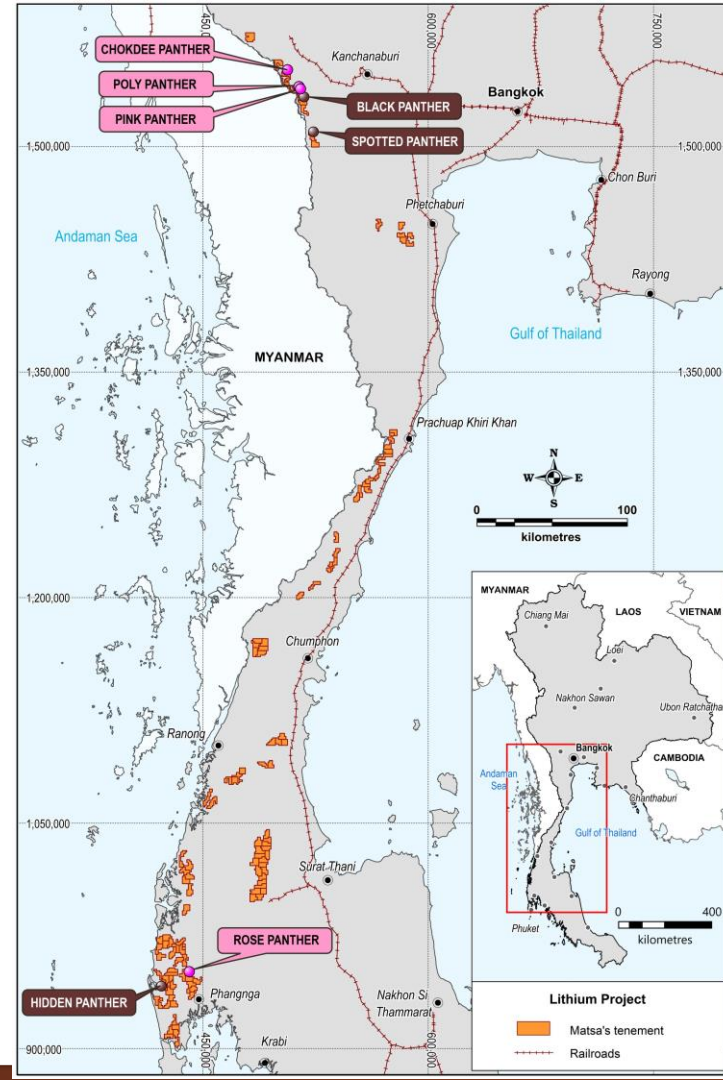 450,000
600,000
750,000
CHOKDEE PANTHER
Kanchanaburi
POLY PANTHER
Bangkok
BLACK PANTHER
PINK PANTHER
SPOTTED PANTHER
1,500,000
1,500,000
Chon Buri
Phetchaburi
Andaman Sea
Rayong
Gulf of Thailand
MYANMAR
1,350,000
1,350,000
Prachuap Khiri Khan
N
W E
S
0 100
kilometres
1,200,000
MYANMAR
LAOS
VIETNAM
Chiang Mai
Loei
Chumphon
Nakhon Sawan
Ubon Ratchatha
Ranong
Bangkok
CAMBODIA
Andaman
Sea
Chanthaburi
1,050,000
Gulf of Thailand
Surat Thani
0 400
kilometres
Phuket
ROSE PANTHER
HIDDEN PANTHER
Phangnga
Nakhon Si
Thammarat
Lithium Project
Matsa's tenement
Railroads
Krabi
900,000
450,000
600,000